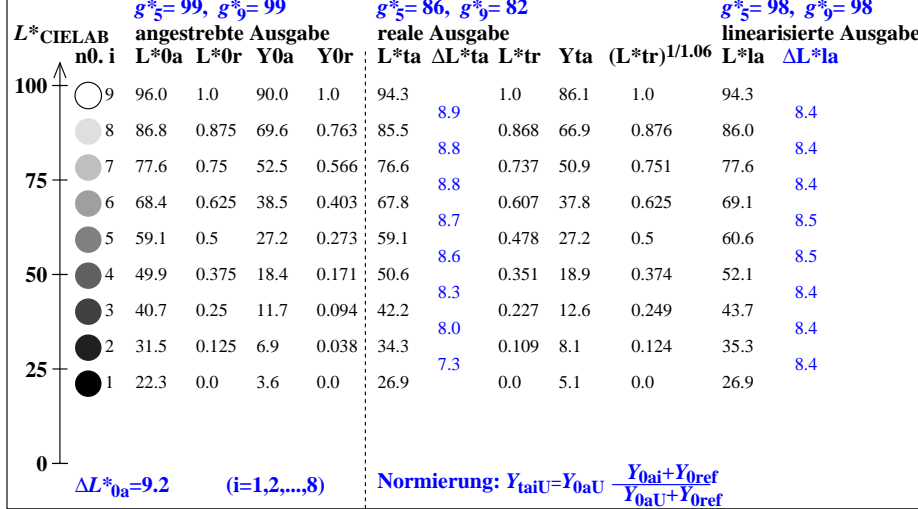 g*5= 99, g*9= 99 g*5= 86, g*9= 82 g*5= 98, g*9= 98
L*CIELAB angestrebte Ausgabe reale Ausgabe linearisierte Ausgabe
n0. i L*0a L*0r Y0a Y0r L*ta ΔL*ta L*tr Yta (L*tr)1/1.06 L*la ΔL*la
100 9 96.0 1.0 90.0 1.0 94.3 1.0 86.1 1.0 94.3
8.9 8.4
8 86.8 0.875 69.6 0.763 85.5 0.868 66.9 0.876 86.0
8.8 8.4
7 77.6 0.75 52.5 0.566 76.6 0.737 50.9 0.751 77.6
75 8.8 8.4
6 68.4 0.625 38.5 0.403 67.8 0.607 37.8 0.625 69.1
8.7 8.5
5 59.1 0.5 27.2 0.273 59.1 0.478 27.2 0.5 60.6
8.6 8.5
50 4 49.9 0.375 18.4 0.171 50.6 0.351 18.9 0.374 52.1
8.3 8.4
3 40.7 0.25 11.7 0.094 42.2 0.227 12.6 0.249 43.7
8.0 8.4
2 31.5 0.125 6.9 0.038 34.3 0.109 8.1 0.124 35.3
25 7.3 8.4
1 22.3 0.0 3.6 0.0 26.9 0.0 5.1 0.0 26.9
0
ΔL*0a=9.2 (i=1,2,...,8) Normierung: YtaiU=Y0aU Y0ai+Y0ref
Y0aU+Y0ref